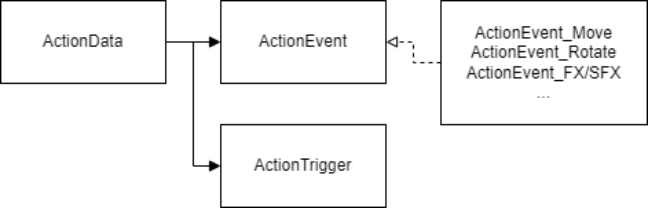 ActionData
ActionEvent
ActionEvent_Move
ActionEvent_Rotate
ActionEvent_FX/SFX
...
ActionTrigger